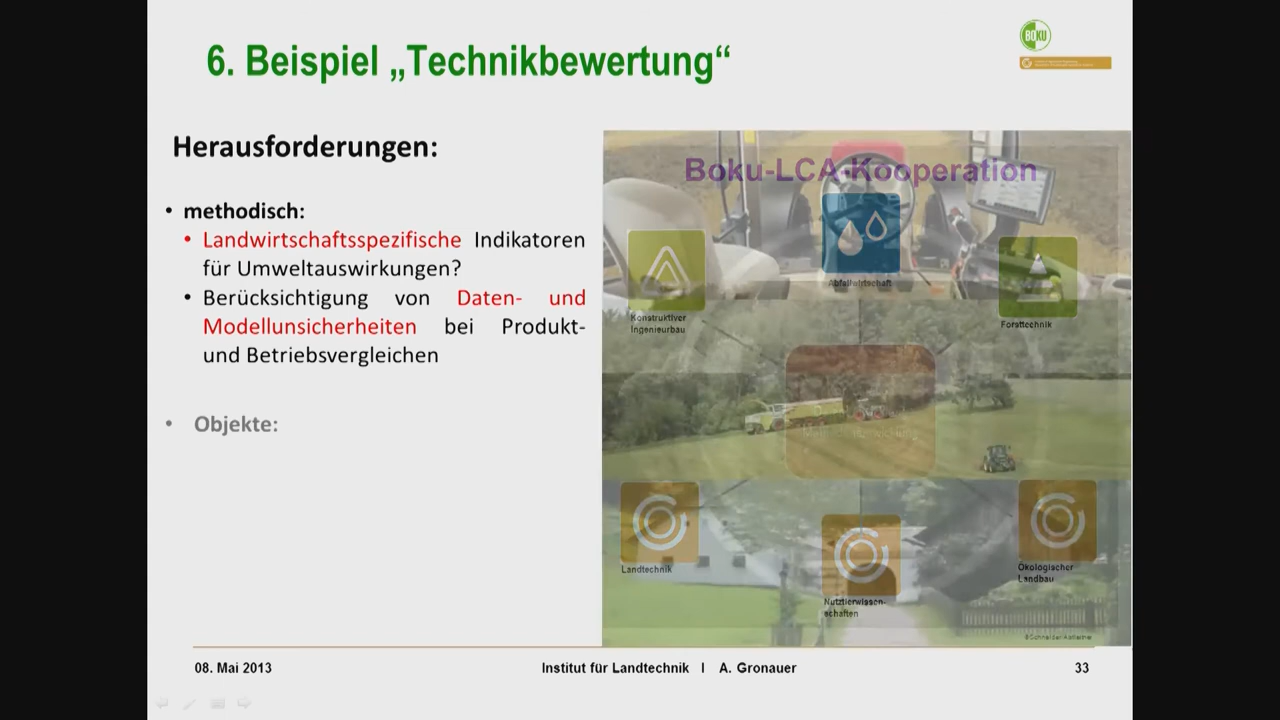 6. Beispiel „Technikbewertung“
BOKU
Herausforderungen:
• methodisch:
• Landwirtschaftsspezifische Indikatoren
für Umweltauswirkungen?
• Berücksichtigung von Daten- und
Modellunsicherheiten bei Produkt-
und Betriebsvergleichen
• Objekte:
Boku-LCA-Kooperation
Abfallwirtschaft
Konstruktiver
Ingenieurbau
Forsttechnik
Landtechnik
Nutztierwissen-
schaften
Ökologischer
Landbau
08. Mai 2013
Institut für Landtechnik I A. Gronauer
33